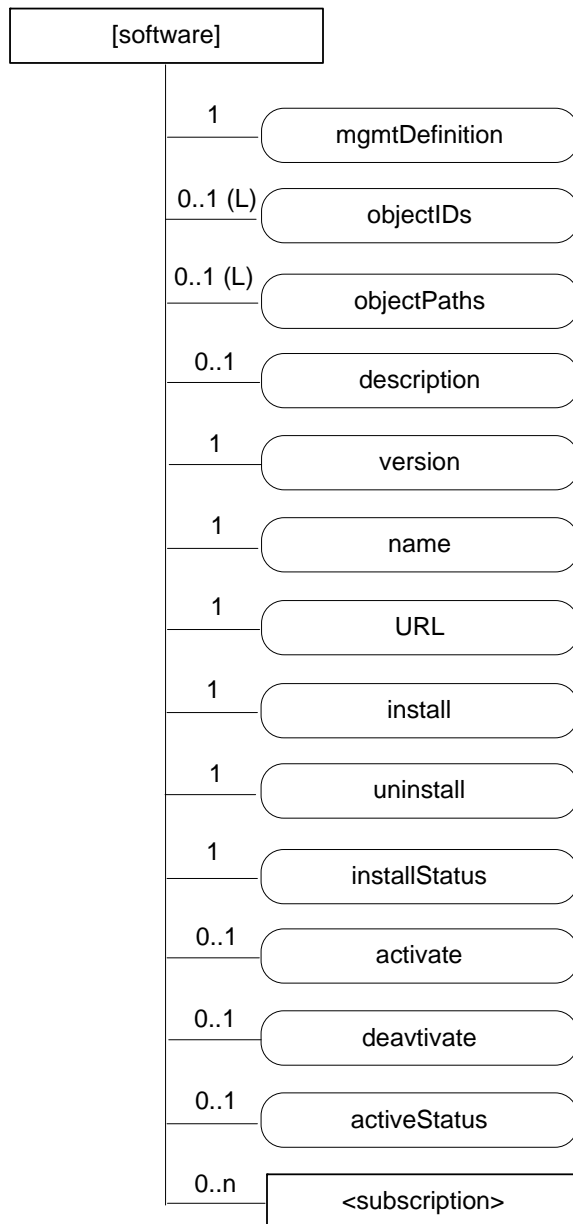 [software]
1
mgmtDefinition
0..1 (L)
objectIDs
0..1 (L)
objectPaths
0..1
description
1
version
1
name
1
URL
1
install
1
uninstall
1
installStatus
0..1
activate
0..1
deavtivate
0..1
activeStatus
0..n
<subscription>